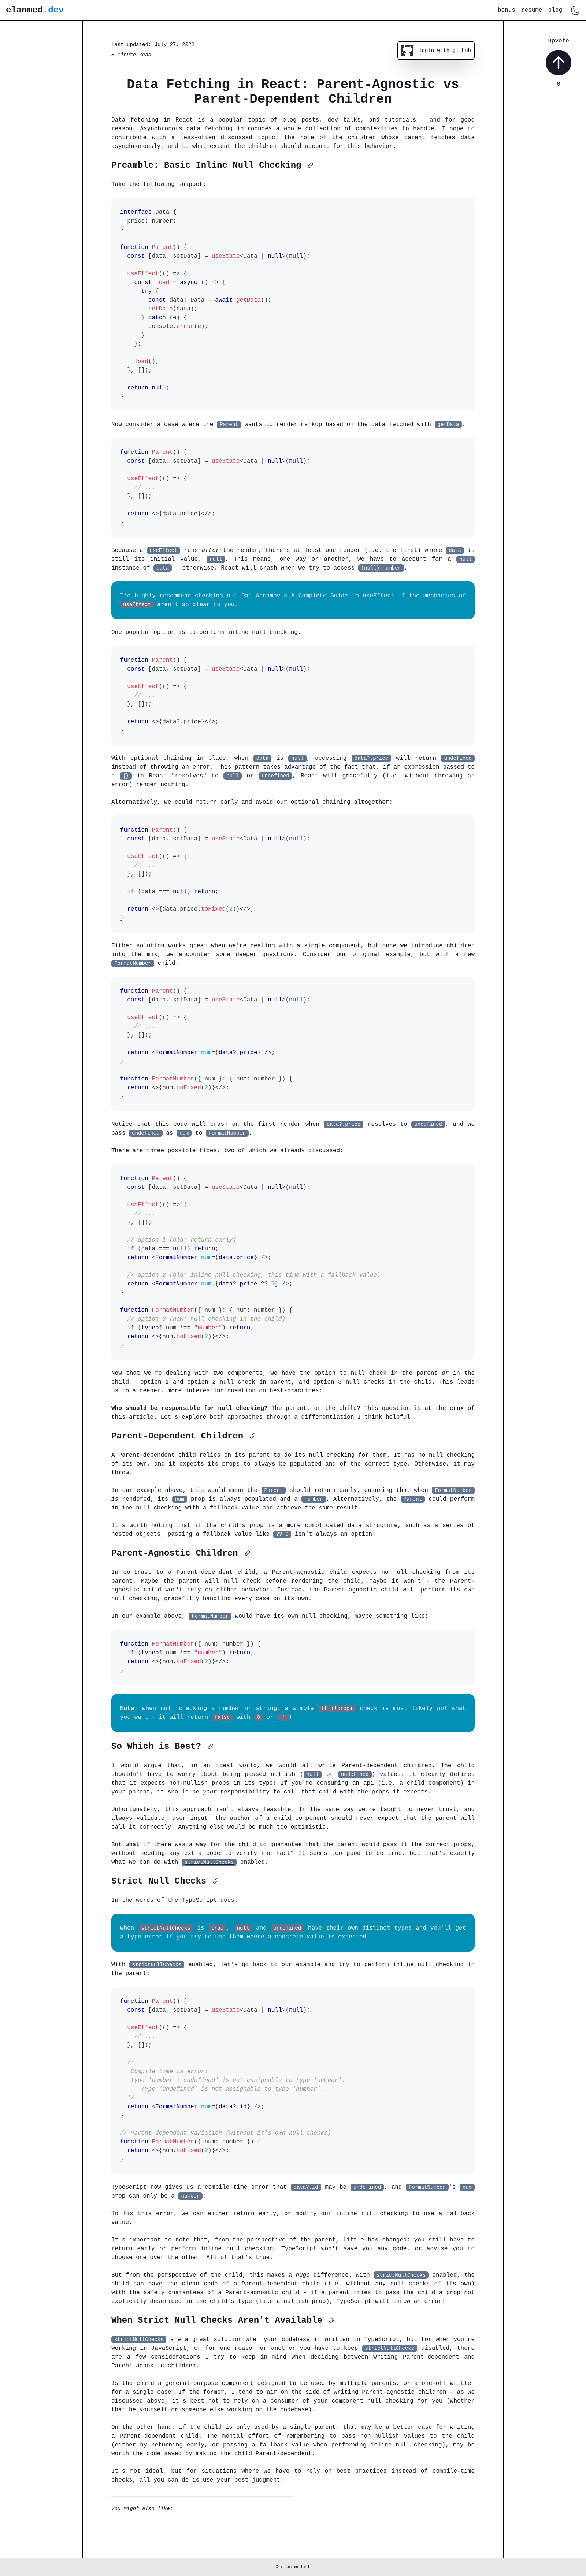 elanmed.dev
bonus resumé blog
last updated: July 27, 2022
8 minute read
login with github
upvote
0
Data Fetching in React: Parent-Agnostic vs
Parent-Dependent Children
Data fetching in React is a popular topic of blog posts, dev talks, and tutorials – and for good
reason. Asynchronous data fetching introduces a whole collection of complexities to handle. I hope to
contribute with a less-often discussed topic: the role of the children whose parent fetches data
asynchronously, and to what extent the children should account for this behavior.
Preamble: Basic Inline Null Checking
Take the following snippet:
interface Data {
  price: number;
}
function Parent() {
  const [data, setData] = useState<Data | null>(null);
  useEffect(() => {
    const load = async () => {
      try {
        const data: Data = await getData();
        setData(data);
      } catch (e) {
        console.error(e);
      }
    };
    load();
  }, []);
  return null;
}
Now consider a case where the Parent wants to render markup based on the data fetched with getData.
function Parent() {
  const [data, setData] = useState<Data | null>(null);
  useEffect(() => {
    // ...
  }, []);
  return <>{data.price}</>;
}
Because a useEffect runs after the render, there's at least one render (i.e. the first) where data is
still its initial value, null. This means, one way or another, we have to account for a null
instance of data – otherwise, React will crash when we try to access (null).number.
I'd highly recommend checking out Dan Abramov's A Complete Guide to useEffect if the mechanics of
useEffect aren't so clear to you.
One popular option is to perform inline null checking.
function Parent() {
  const [data, setData] = useState<Data | null>(null);
  useEffect(() => {
    // ...
  }, []);
  return <>{data?.price}</>;
}
With optional chaining in place, when data is null, accessing data?.price will return undefined
instead of throwing an error. This pattern takes advantage of the fact that, if an expression passed to
a {} in React "resolves" to null or undefined, React will gracefully (i.e. without throwing an
error) render nothing.
Alternatively, we could return early and avoid our optional chaining altogether:
function Parent() {
  const [data, setData] = useState<Data | null>(null);
  useEffect(() => {
    // ...
  }, []);
  if (data === null) return;
  return <>{data.price.toFixed(2)}</>;
}
Either solution works great when we're dealing with a single component, but once we introduce children
into the mix, we encounter some deeper questions. Consider our original example, but with a new
FormatNumber child.
function Parent() {
  const [data, setData] = useState<Data | null>(null);
  useEffect(() => {
    // ...
  }, []);
  return <FormatNumber num={data?.price} />;
}
function FormatNumber({ num }: { num: number }) {
  return <>{num.toFixed(2)}</>;
}
Notice that this code will crash on the first render when data?.price resolves to undefined, and we
pass undefined as num to FormatNumber.
There are three possible fixes, two of which we already discussed:
function Parent() {
  const [data, setData] = useState<Data | null>(null);
  useEffect(() => {
    // ...
  }, []);
  // option 1 (old: return early)
  if (data === null) return;
  return <FormatNumber num={data.price} />;
  // option 2 (old: inline null checking, this time with a fallback value)
  return <FormatNumber num={data?.price ?? 0} />;
}
function FormatNumber({ num }: { num: number }) {
  // option 3 (new: null checking in the child)
  if (typeof num !== "number") return;
  return <>{num.toFixed(2)}</>;
}
Now that we're dealing with two components, we have the option to null check in the parent or in the
child – option 1 and option 2 null check in parent, and option 3 null checks in the child. This leads
us to a deeper, more interesting question on best-practices:
Who should be responsible for null checking? The parent, or the child? This question is at the crux of
this article. Let's explore both approaches through a differentiation I think helpful:
Parent-Dependent Children
A Parent-dependent child relies on its parent to do its null checking for them. It has no null checking
of its own, and it expects its props to always be populated and of the correct type. Otherwise, it may
throw.
In our example above, this would mean the Parent should return early, ensuring that when FormatNumber
is rendered, its num prop is always populated and a number. Alternatively, the Parent could perform
inline null checking with a fallback value and achieve the same result.
It's worth noting that if the child's prop is a more complicated data structure, such as a series of
nested objects, passing a fallback value like ?? 0 isn't always an option.
Parent-Agnostic Children
In contrast to a Parent-dependent child, a Parent-agnostic child expects no null checking from its
parent. Maybe the parent will null check before rendering the child, maybe it won't – the Parent-
agnostic child won't rely on either behavior. Instead, the Parent-agnostic child will perform its own
null checking, gracefully handling every case on its own.
In our example above, FormatNumber would have its own null checking, maybe something like:
function FormatNumber({ num: number }) {
  if (typeof num !== "number") return;
  return <>{num.toFixed(2)}</>;
}
Note: when null checking a number or string, a simple if (!prop) check is most likely not what
you want – it will return false with 0 or ""!
So Which is Best?
I would argue that, in an ideal world, we would all write Parent-dependent children. The child
shouldn't have to worry about being passed nullish (null or undefined) values: it clearly defines
that it expects non-nullish props in its type! If you're consuming an api (i.e. a child component) in
your parent, it should be your responsibility to call that child with the props it expects.
Unfortunately, this approach isn't always feasible. In the same way we're taught to never trust, and
always validate, user input, the author of a child component should never expect that the parent will
call it correctly. Anything else would be much too optimistic.
But what if there was a way for the child to guarantee that the parent would pass it the correct props,
without needing any extra code to verify the fact? It seems too good to be true, but that's exactly
what we can do with strictNullChecks enabled.
Strict Null Checks
In the words of the TypeScript docs:
When strictNullChecks is true, null and undefined have their own distinct types and you'll get
a type error if you try to use them where a concrete value is expected.
With strictNullChecks enabled, let's go back to our example and try to perform inline null checking in
the parent:
function Parent() {
  const [data, setData] = useState<Data | null>(null);
  useEffect(() => {
    // ...
  }, []);
  /*
   Compile time ts error:
   Type 'number | undefined' is not assignable to type 'number'.
      Type 'undefined' is not assignable to type 'number'.
  */
  return <FormatNumber num={data?.id} />;
}
// Parent-dependent variation (without it's own null checks)
function FormatNumber({ num: number }) {
  return <>{num.toFixed(2)}</>;
}
TypeScript now gives us a compile time error that data?.id may be undefined, and FormatNumber's num
prop can only be a number!
To fix this error, we can either return early, or modify our inline null checking to use a fallback
value.
It's important to note that, from the perspective of the parent, little has changed: you still have to
return early or perform inline null checking. TypeScript won't save you any code, or advise you to
choose one over the other. All of that's true.
But from the perspective of the child, this makes a huge difference. With strictNullChecks enabled, the
child can have the clean code of a Parent-dependent child (i.e. without any null checks of its own)
with the safety guarantees of a Parent-agnostic child – if a parent tries to pass the child a prop not
explicitly described in the child's type (like a nullish prop), TypeScript will throw an error!
When Strict Null Checks Aren't Available
strictNullChecks are a great solution when your codebase in written in TypeScript, but for when you're
working in JavaScript, or for one reason or another you have to keep strictNullChecks disabled, there
are a few considerations I try to keep in mind when deciding between writing Parent-dependent and
Parent-agnostic children.
Is the child a general-purpose component designed to be used by multiple parents, or a one-off written
for a single case? If the former, I tend to air on the side of writing Parent-agnostic children – as we
discussed above, it's best not to rely on a consumer of your component null checking for you (whether
that be yourself or someone else working on the codebase).
On the other hand, if the child is only used by a single parent, that may be a better case for writing
a Parent-dependent child. The mental effort of remembering to pass non-nullish values to the child
(either by returning early, or passing a fallback value when performing inline null checking), may be
worth the code saved by making the child Parent-dependent.
It's not ideal, but for situations where we have to rely on best practices instead of compile-time
checks, all you can do is use your best judgment.
you might also like:
© elan medoff